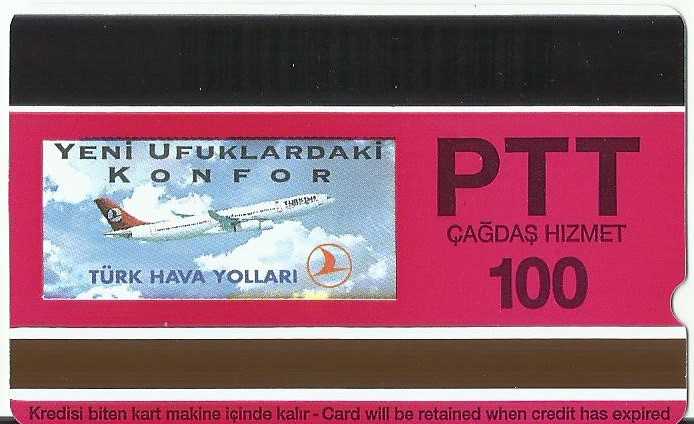 YENİ UFUKLARDAKİ
KONFOR
TURKISH
TÜRK HAVA YOLLARI
PTT
ÇAĞDAŞ HIZMET
100
Kredisi biten kart makine içinde kalır - Card will be retained when credit has expired